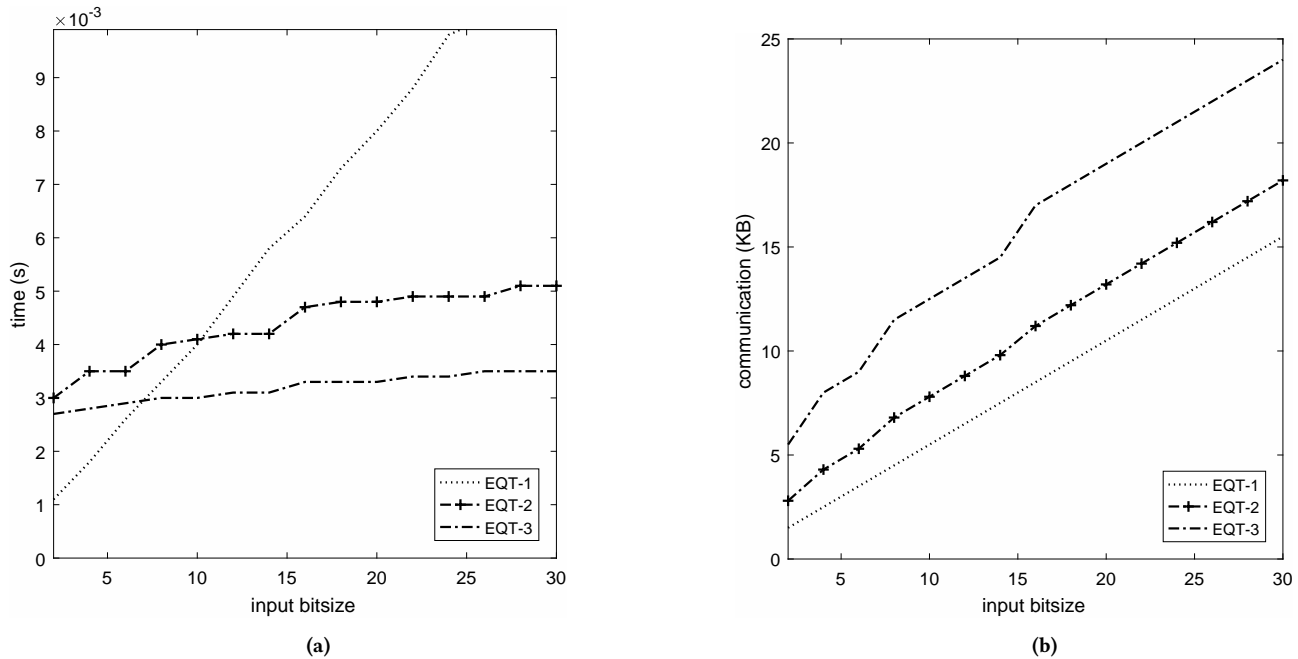 ×10⁻³
9
8
7
6
5
4
3
2
1
0
time (s)
5 10 15 20 25 30
input bitsize
EQT-1
EQT-2
EQT-3
(a)
25
20
15
10
5
0
communication (KB)
5 10 15 20 25 30
input bitsize
EQT-1
EQT-2
EQT-3
(b)